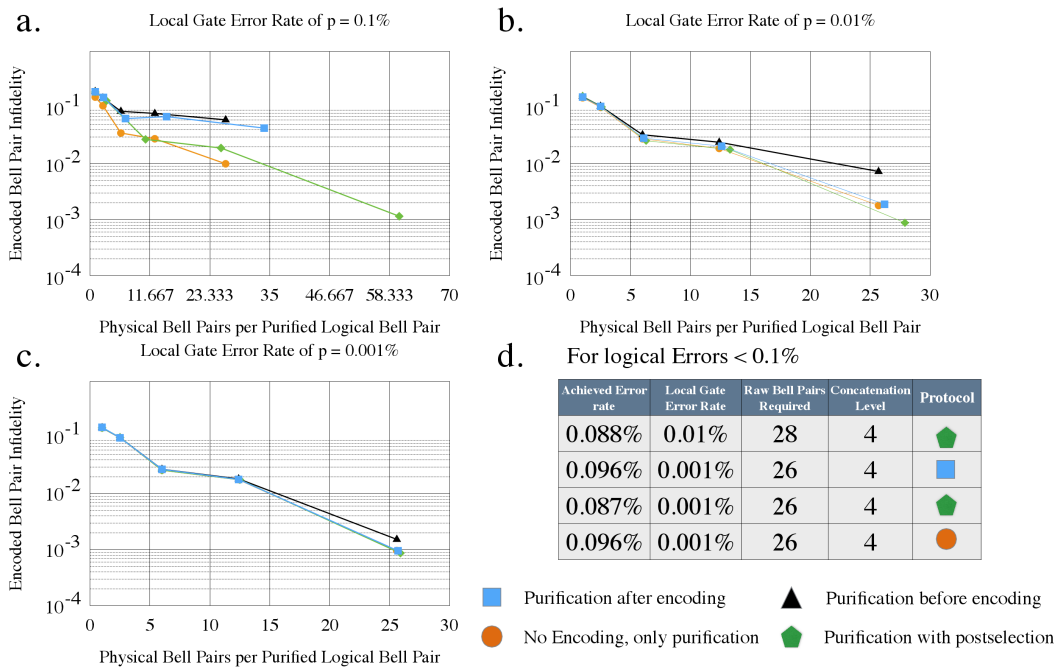 a.
Local Gate Error Rate of p = 0.1%
Encoded Bell Pair Infidelity
10-1
10-2
10-3
10-4
0 11.667 23.333 35 46.667 58.333 70
Physical Bell Pairs per Purified Logical Bell Pair
b.
Local Gate Error Rate of p = 0.01%
Encoded Bell Pair Infidelity
10-1
10-2
10-3
10-4
0 5 10 15 20 25 30
Physical Bell Pairs per Purified Logical Bell Pair
c.
Local Gate Error Rate of p = 0.001%
Encoded Bell Pair Infidelity
10-1
10-2
10-3
10-4
0 5 10 15 20 25 30
Physical Bell Pairs per Purified Logical Bell Pair
d.
For logical Errors < 0.1%
Achieved Error rate Local Gate Error Rate Raw Bell Pairs Required Concatenation Level Protocol
0.088% 0.01% 28 4
0.096% 0.001% 26 4
0.087% 0.001% 26 4
0.096% 0.001% 26 4
Purification after encoding
Purification before encoding
No Encoding, only purification
Purification with postselection